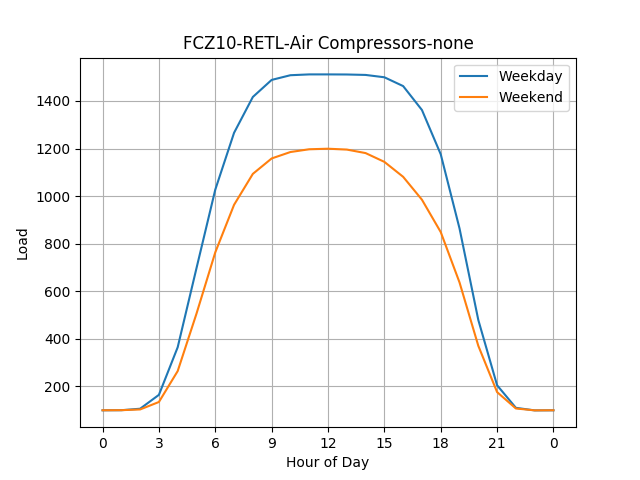 FCZ10-RETL-Air Compressors-none
Weekday
Weekend
Load
1400
1200
1000
800
600
400
200
0 3 6 9 12 15 18 21 0
Hour of Day